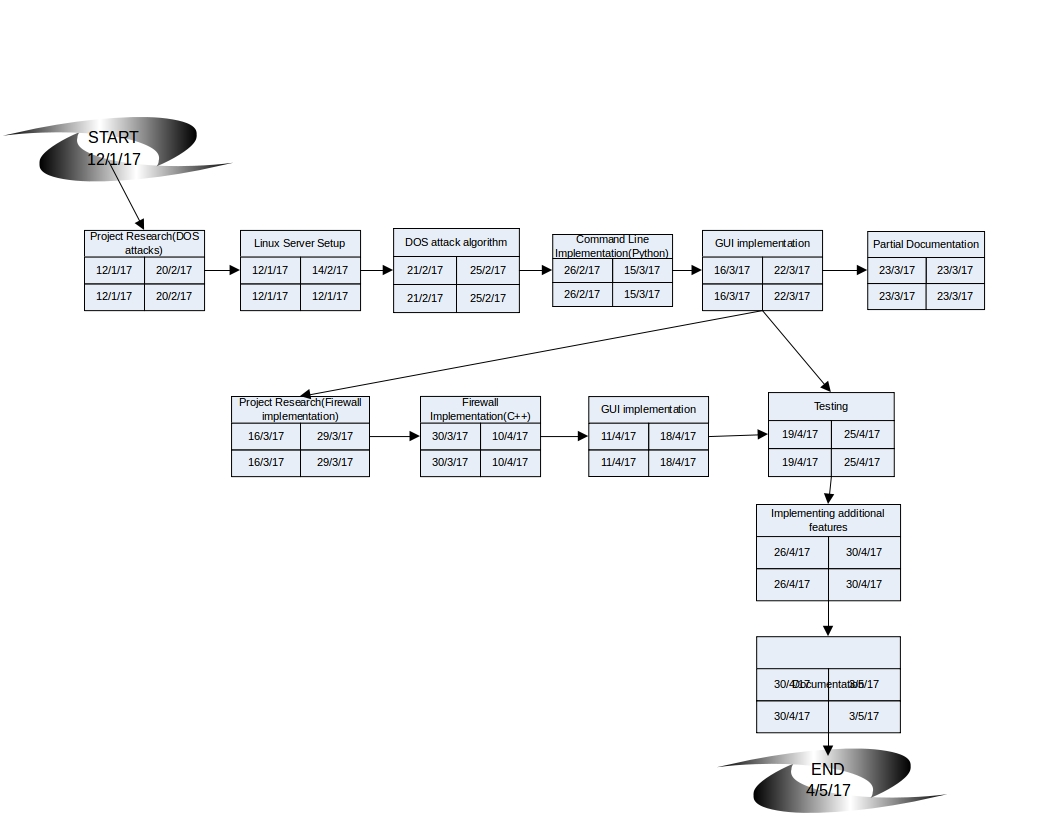 START
12/1/17
Project Research(DOS
attacks)
12/1/17 20/2/17
12/1/17 20/2/17
Linux Server Setup
12/1/17 14/2/17
12/1/17 12/1/17
DOS attack algorithm
21/2/17 25/2/17
21/2/17 25/2/17
Command Line
Implementation(Python)
26/2/17 15/3/17
26/2/17 15/3/17
GUI implementation
16/3/17 22/3/17
16/3/17 22/3/17
Partial Documentation
23/3/17 23/3/17
23/3/17 23/3/17
Project Research(Firewall
implementation)
16/3/17 29/3/17
16/3/17 29/3/17
Firewall
Implementation(C++)
30/3/17 10/4/17
30/3/17 10/4/17
GUI implementation
11/4/17 18/4/17
11/4/17 18/4/17
Testing
19/4/17 25/4/17
19/4/17 25/4/17
Implementing additional
features
26/4/17 30/4/17
26/4/17 30/4/17
Documentation
30/4/17 3/5/17
30/4/17 3/5/17
END
4/5/17